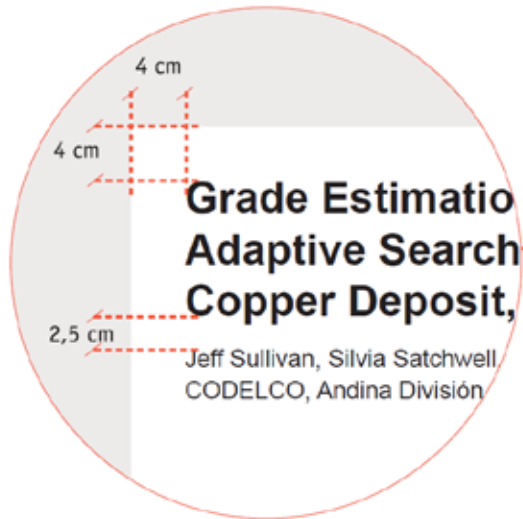 4 cm
4 cm
Grade Estimatio
Adaptive Search
Copper Deposit,
2,5 cm
Jeff Sullivan, Silvia Satchwell,
CODELCO, Andina División